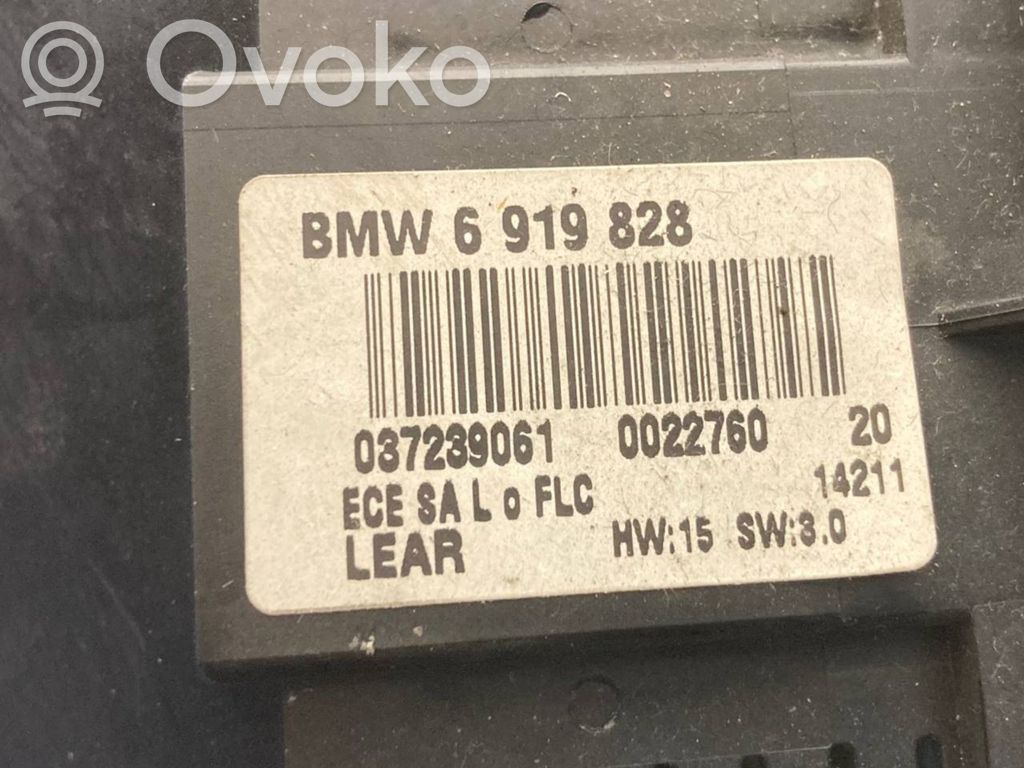 Ovoko
BMW 6 919 828
037239061 0022760 20
ECE SA L o FLC 14211
LEAR HW:15 SW:3.0